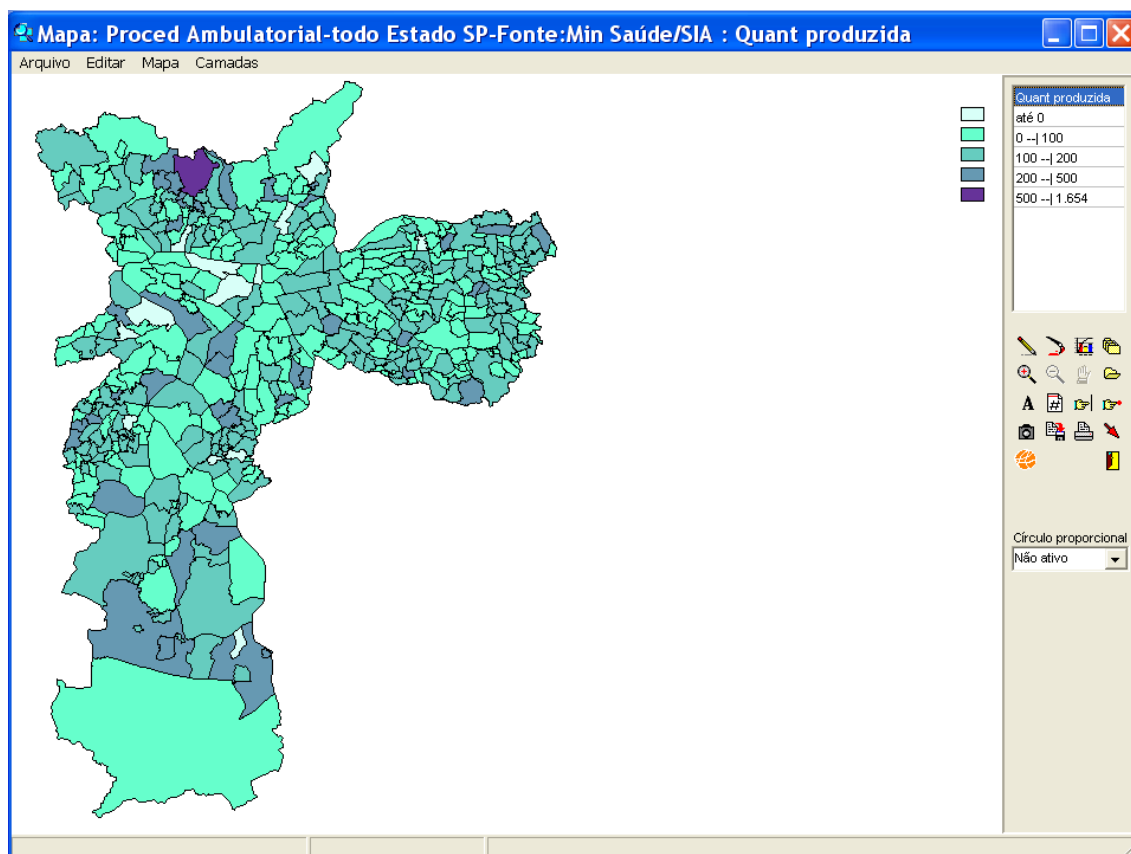 Mapa: Proced Ambulatorial-todo Estado SP-Fonte:Min Saúde/SIA : Quant produzida
Arquivo Editar Mapa Camadas
Quant produzida
até 0
0 --| 100
100 --| 200
200 --| 500
500 --| 1.654
A #
Círculo proporcional
Não ativo